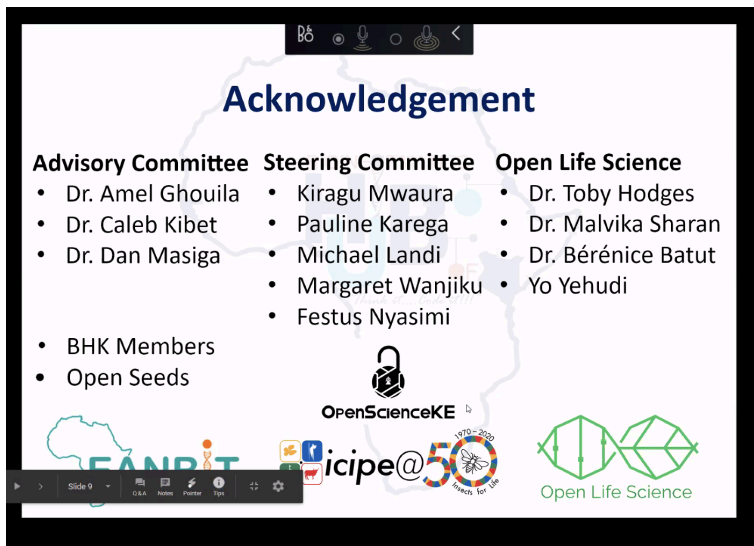 Acknowledgement
Advisory Committee
• Dr. Amel Ghouila
• Dr. Caleb Kibet
• Dr. Dan Masiga
• BHK Members
• Open Seeds
Steering Committee
• Kiragu Mwaura
• Pauline Karega
• Michael Landi
• Margaret Wanjiku
• Festus Nyasimi
Open Life Science
• Dr. Toby Hodges
• Dr. Malvika Sharan
• Dr. Bérénice Batut
• Yo Yehudi
OPENSCIENCEKE
icipe@50
1970-2020
Insects for Life
Open Life Science
Slide 9
Q&A
Notes
Pointer
Tips